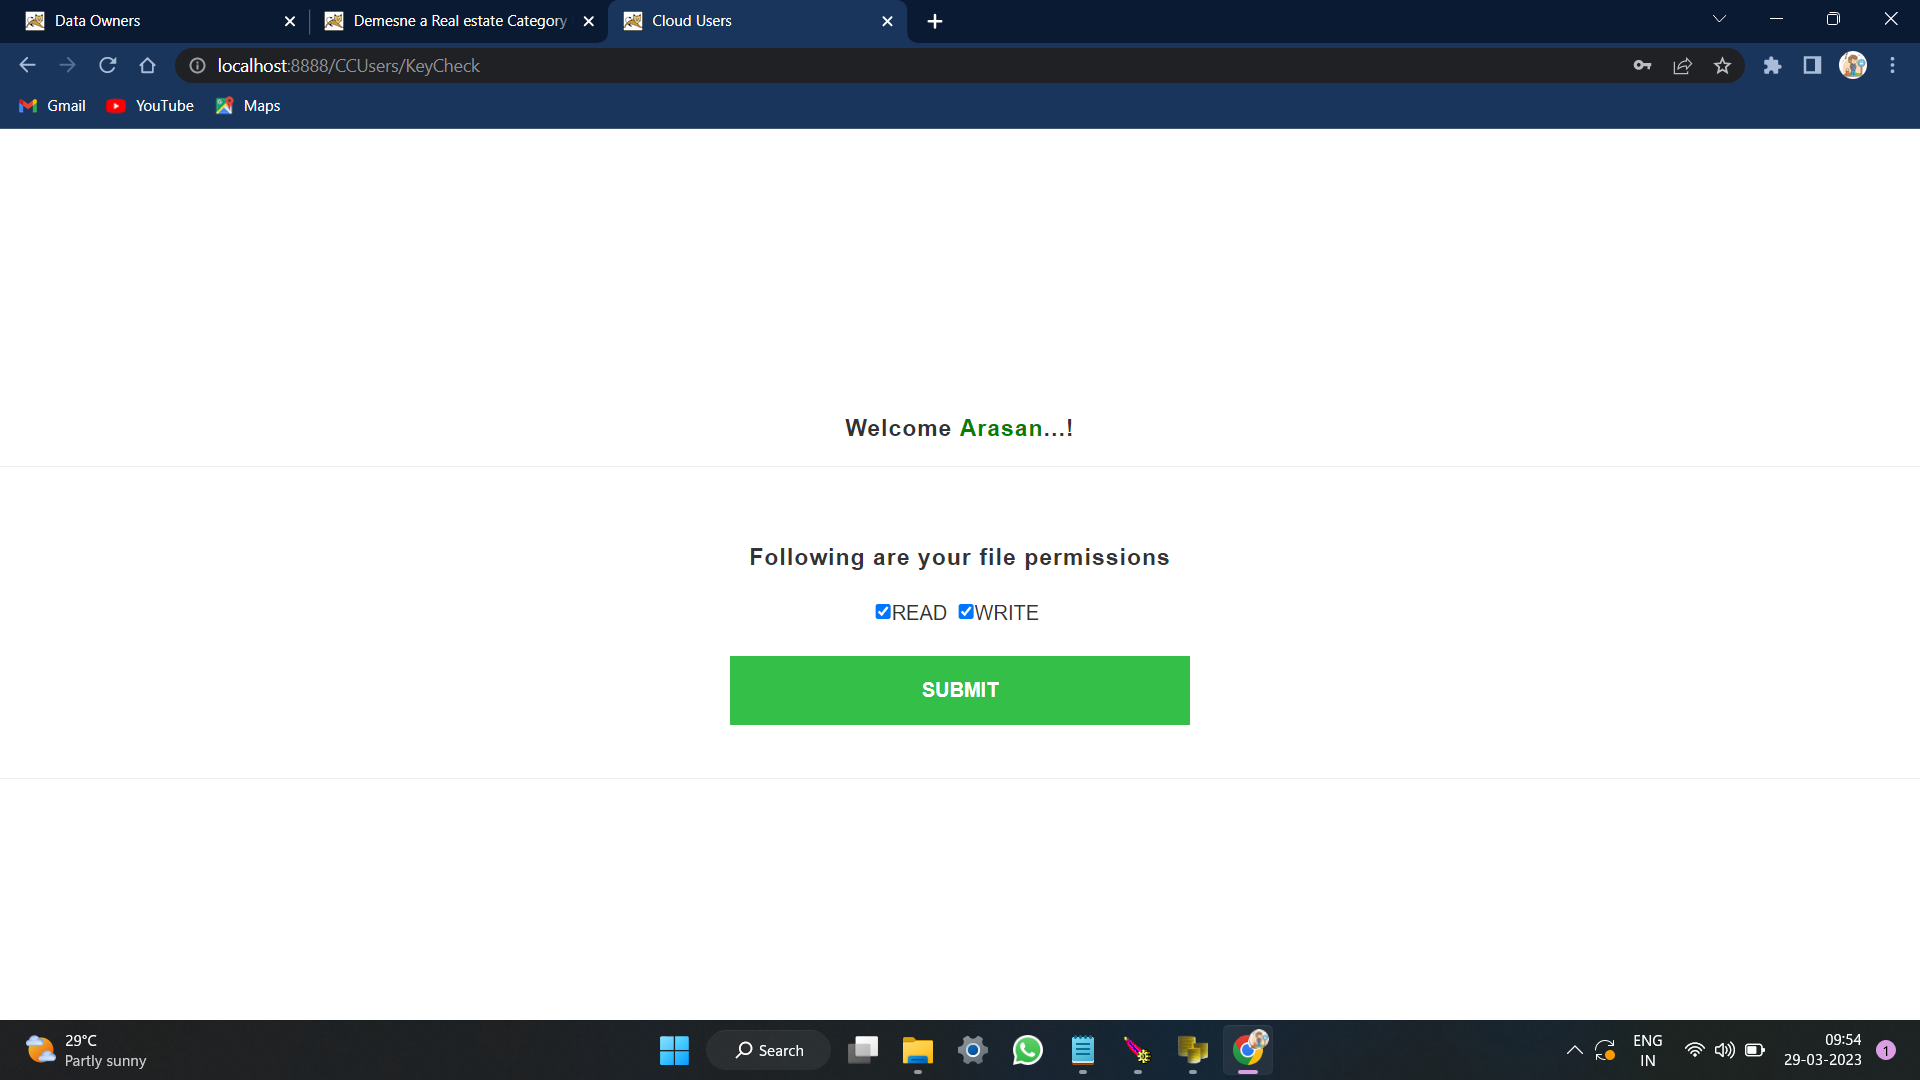 Data Owners
Demesne a Real estate Category
Cloud Users
localhost:8888/CCUsers/KeyCheck
Gmail
YouTube
Maps
Welcome Arasan...!
Following are your file permissions
READ WRITE
SUBMIT
29°C
Partly sunny
Search
ENG
IN
09:54
29-03-2023
1